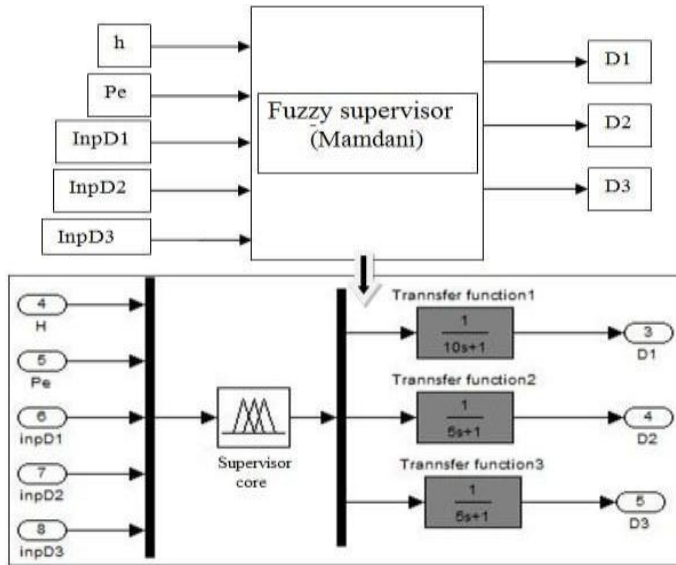 h
Pe
InpD1
InpD2
InpD3
Fuzzy supervisor
(Mamdani)
D1
D2
D3
4
H
5
Pe
6
inpD1
7
inpD2
8
inpD3
Supervisor
core
Trannsfer function1
1
10s+1
3
D1
Trannsfer function2
1
5s+1
4
D2
Trannsfer function3
1
5s+1
5
D3